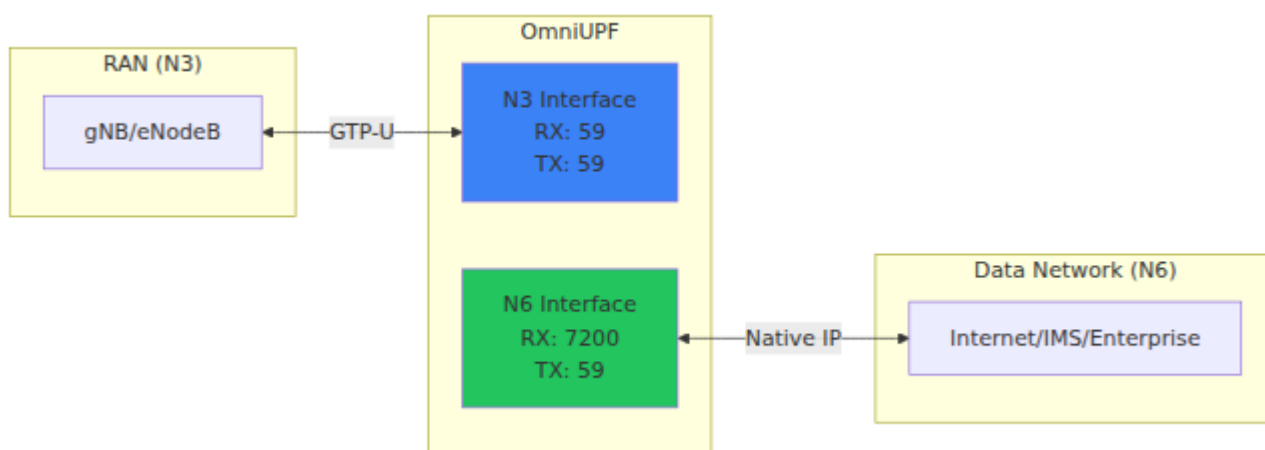 OmniUPF
RAN (N3)
gNB/eNodeB
GTP-U
N3 Interface
RX: 59
TX: 59
N6 Interface
RX: 7200
TX: 59
Native IP
Data Network (N6)
Internet/IMS/Enterprise